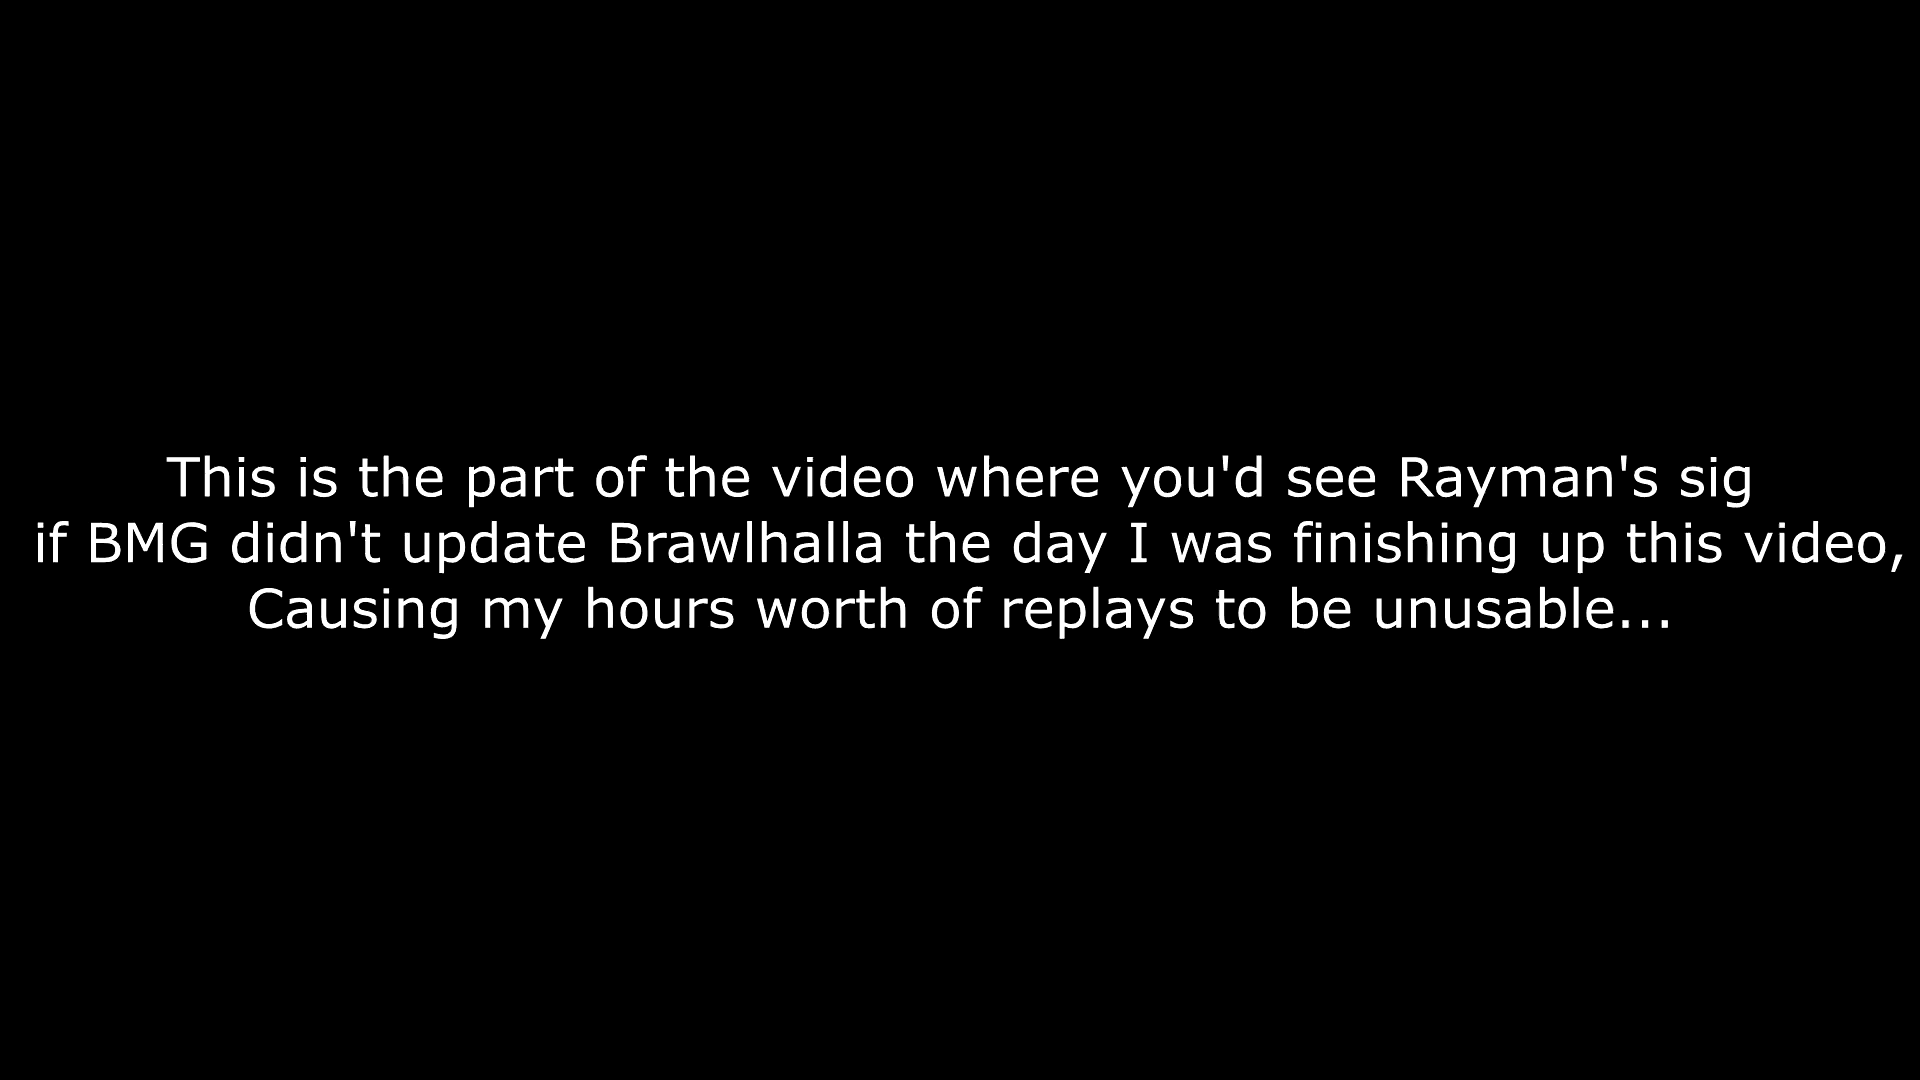 This is the part of the video where you'd see Rayman's sig
if BMG didn't update Brawlhalla the day I was finishing up this video,
Causing my hours worth of replays to be unusable...